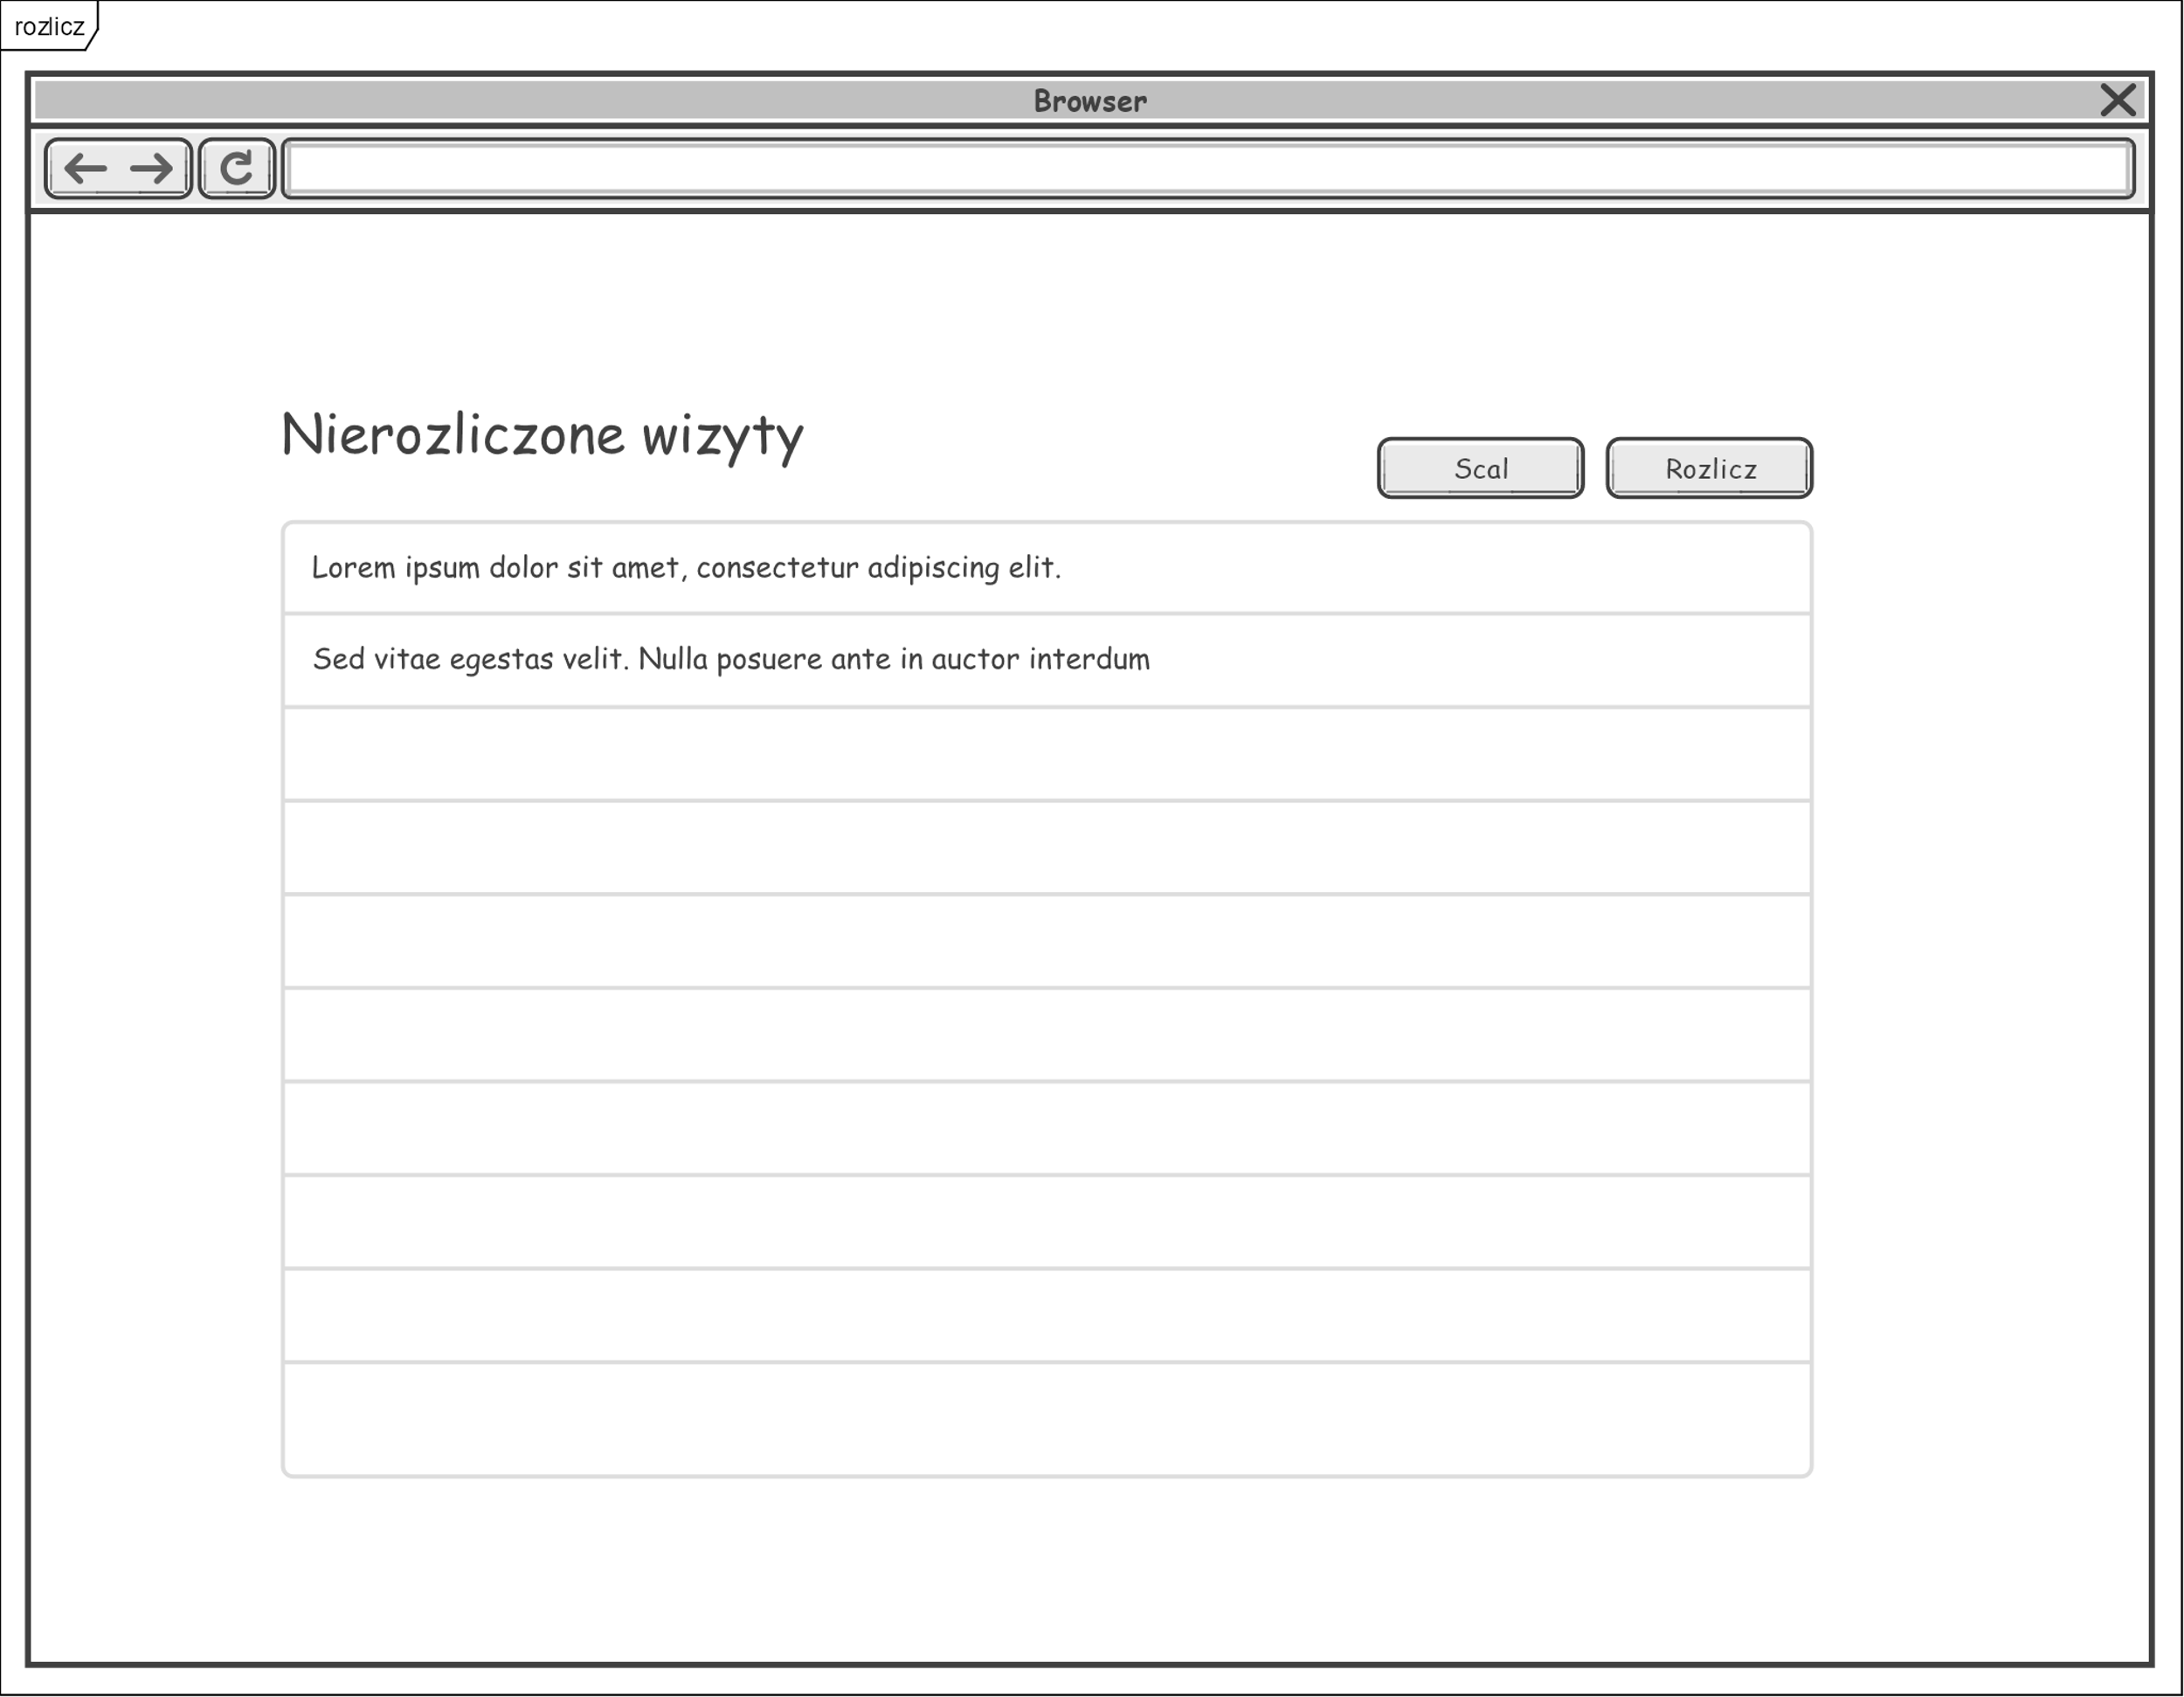 rozlicz
Browser
Nierozliczone wizyty
Scal
Rozlicz
Lorem ipsum dolor sit amet, consectetur adipiscing elit.
Sed vitae egestas velit. Nulla posuere ante in auctor interdum